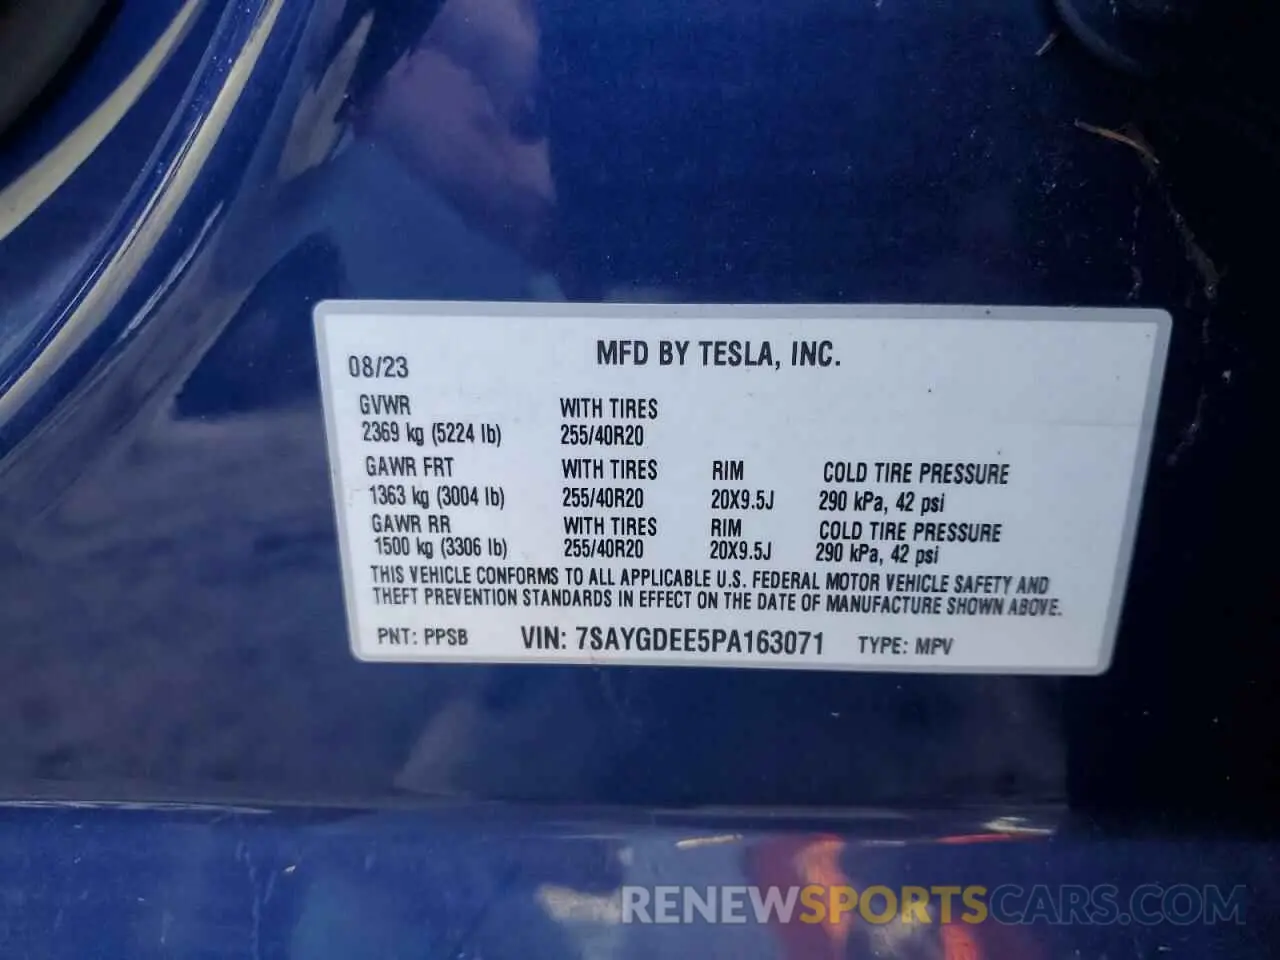 MFD BY TESLA, INC.
08/23
GVWR WITH TIRES
2369 kg (5224 lb) 255/40R20
GAWR FRT WITH TIRES RIM COLD TIRE PRESSURE
1363 kg (3004 lb) 255/40R20 20X9.5J 290 kPa, 42 psi
GAWR RR WITH TIRES RIM COLD TIRE PRESSURE
1500 kg (3306 lb) 255/40R20 20X9.5J 290 kPa, 42 psi
THIS VEHICLE CONFORMS TO ALL APPLICABLE U.S. FEDERAL MOTOR VEHICLE SAFETY AND
THEFT PREVENTION STANDARDS IN EFFECT ON THE DATE OF MANUFACTURE SHOWN ABOVE.
PNT: PPSB VIN: 7SAYGDEE5PA163071 TYPE: MPV
RENEWSPORTSCARS.COM